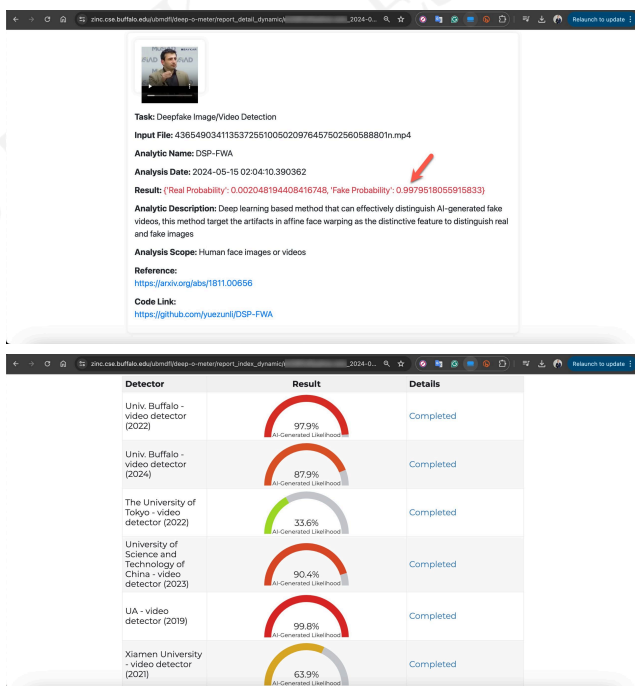 zinc.cse.buffalo.edu/ubmdfl/deep-o-meter/report_detail_dynamic/
_2024-0...
Relaunch to update
Task: Deepfake Image/Video Detection
Input File: 436549034113537255100502097645750256058​8801n.mp4
Analytic Name: DSP-FWA
Analysis Date: 2024-05-15 02:04:10.390362
Result: {'Real Probability': 0.002048194408416748, 'Fake Probability': 0.9979518055915833}
Analytic Description: Deep learning based method that can effectively distinguish AI-generated fake
videos, this method target the artifacts in affine face warping as the distinctive feature to distinguish real
and fake images
Analysis Scope: Human face images or videos
Reference:
https://arxiv.org/abs/1811.00656
Code Link:
https://github.com/yuezunli/DSP-FWA
zinc.cse.buffalo.edu/ubmdfl/deep-o-meter/report_index_dynamic/
_2024-0...
Relaunch to update
Detector Result Details
Univ. Buffalo -
video detector
(2022)
97.9%
AI-Generated Likelihood
Completed
Univ. Buffalo -
video detector
(2024)
87.9%
AI-Generated Likelihood
Completed
The University of
Tokyo - video
detector (2022)
33.6%
AI-Generated Likelihood
Completed
University of
Science and
Technology of
China - video
detector (2023)
90.4%
AI-Generated Likelihood
Completed
UA - video
detector (2019)
99.8%
AI-Generated Likelihood
Completed
Xiamen University
- video detector
(2021)
63.9%
AI-Generated Likelihood
Completed